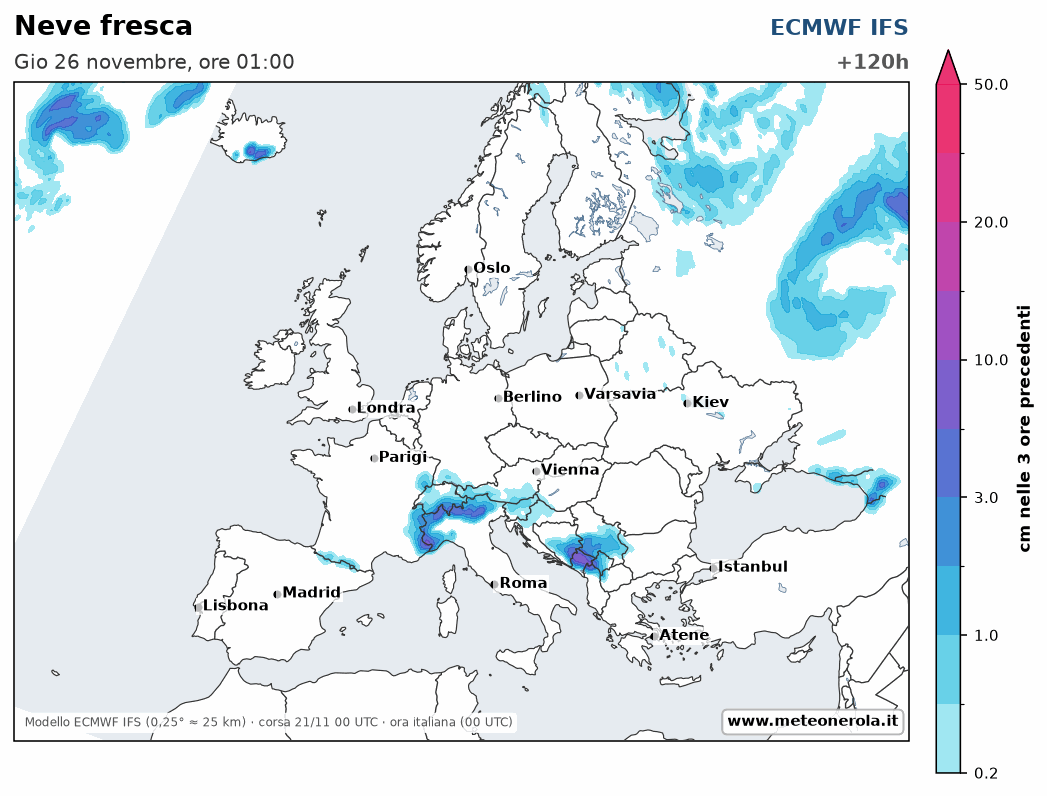 Neve fresca
ECMWF IFS
Gio 26 novembre, ore 01:00
+120h
50.0
20.0
10.0
3.0
1.0
0.2
cm nelle 3 ore precedenti
Oslo
Berlino
Varsavia
Kiev
Londra
Parigi
Vienna
Istanbul
Roma
Madrid
Lisbona
Atene
Modello ECMWF IFS (0,25° ≈ 25 km) · corsa 21/11 00 UTC · ora italiana (00 UTC)
www.meteonerola.it